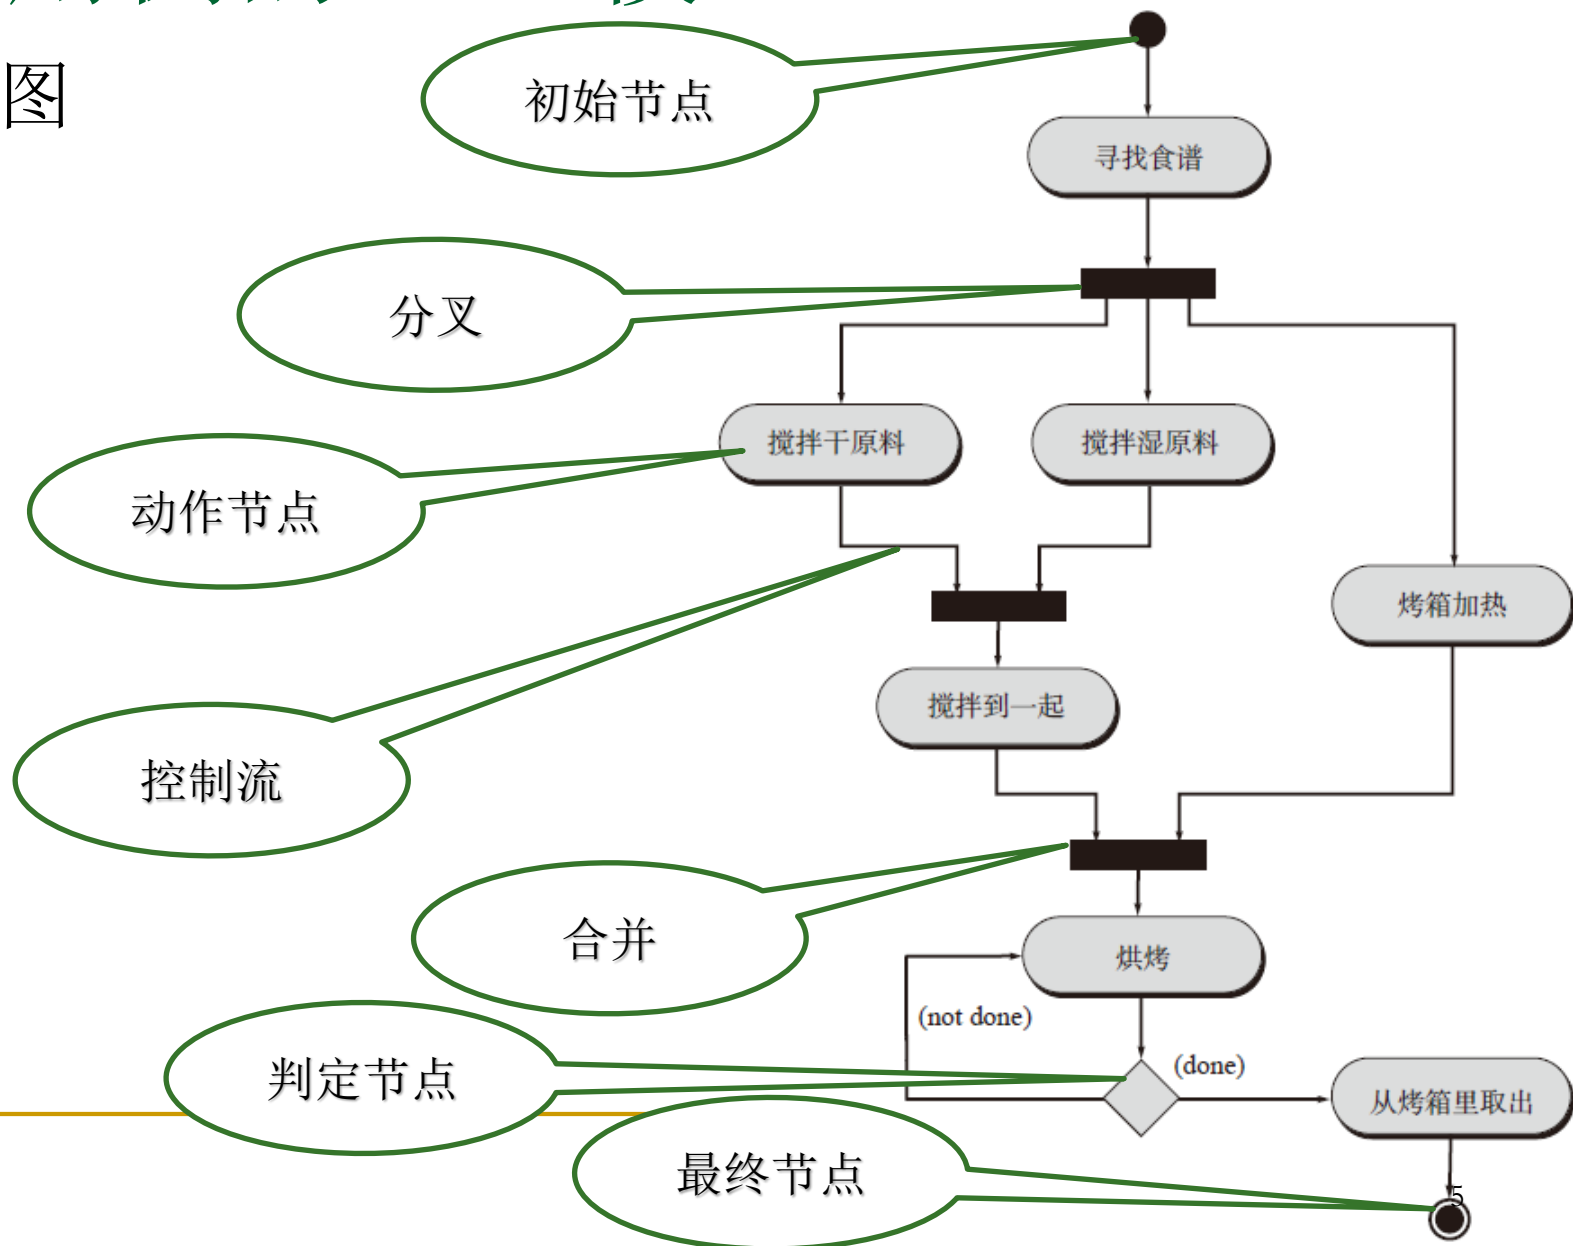 图
初始节点
寻找食谱
分叉
搅拌干原料
搅拌湿原料
动作节点
烤箱加热
搅拌到一起
控制流
合并
烘烤
(not done)
(done)
判定节点
从烤箱里取出
最终节点
5